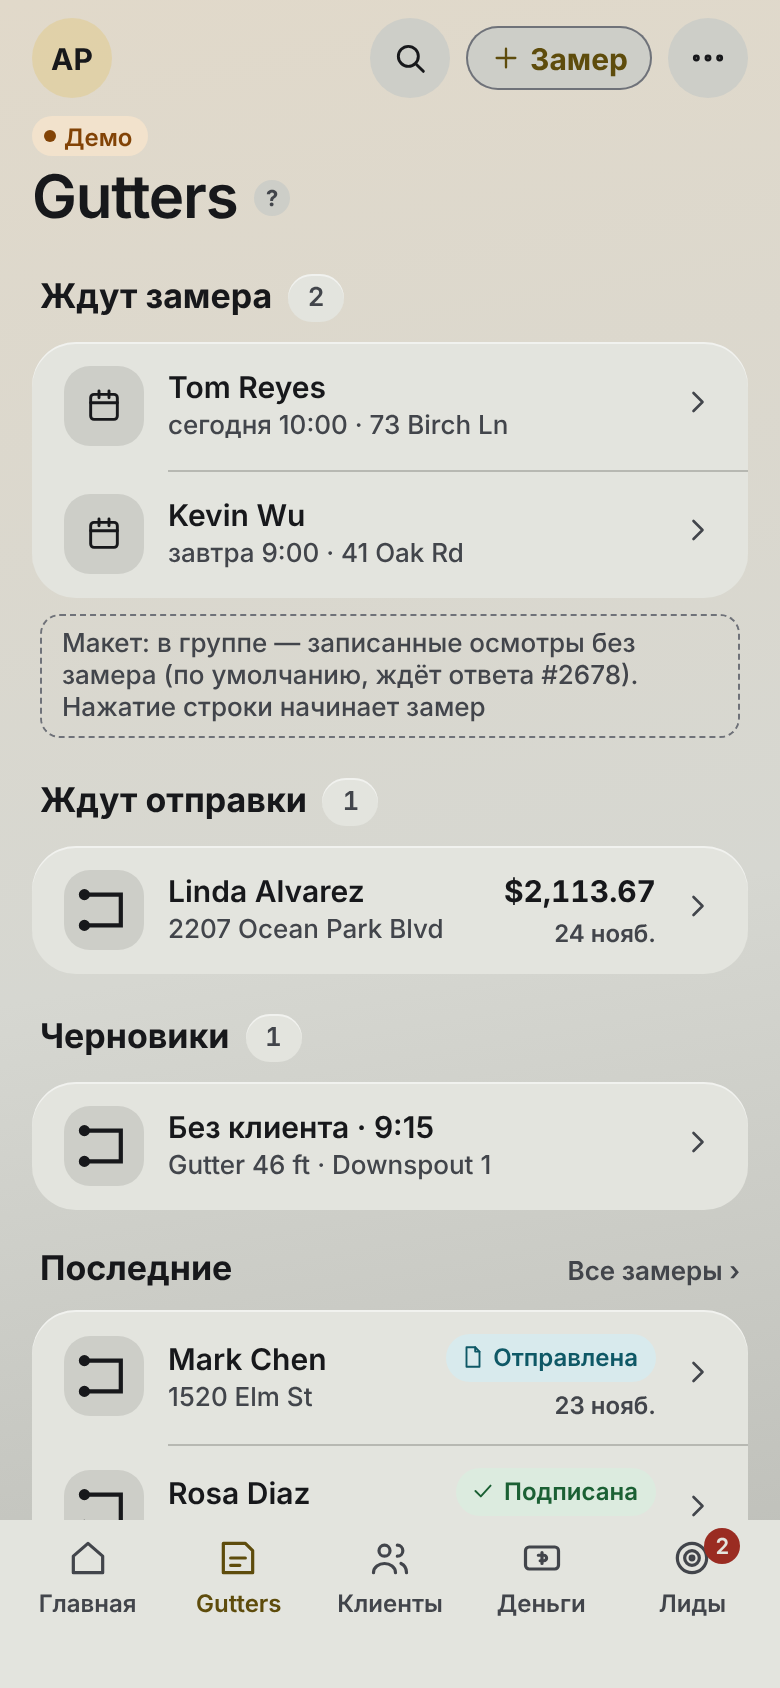 AP
+ Замер
Демо
Gutters ?
Ждут замера 2
Tom Reyes
сегодня 10:00 · 73 Birch Ln
Kevin Wu
завтра 9:00 · 41 Oak Rd
Макет: в группе — записанные осмотры без
замера (по умолчанию, ждёт ответа #2678).
Нажатие строки начинает замер
Ждут отправки 1
Linda Alvarez $2,113.67
2207 Ocean Park Blvd 24 нояб.
Черновики 1
Без клиента · 9:15
Gutter 46 ft · Downspout 1
Последние Все замеры ›
Mark Chen Отправлена
1520 Elm St 23 нояб.
Rosa Diaz Подписана
2
Главная Gutters Клиенты Деньги Лиды